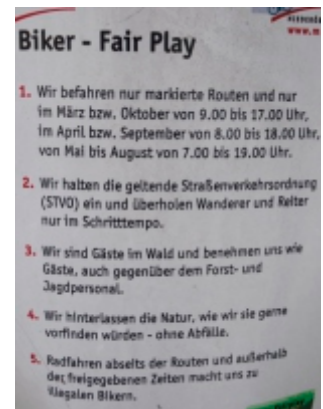 Biker - Fair Play
1. Wir befahren nur markierte Routen und nur
im März bzw. Oktober von 9.00 bis 17.00 Uhr,
im April bzw. September von 8.00 bis 18.00 Uhr,
von Mai bis August von 7.00 bis 19.00 Uhr.
2. Wir halten die geltende Straßenverkehrsordnung
(STVO) ein und überholen Wanderer und Reiter
nur im Schritttempo.
3. Wir sind Gäste im Wald und benehmen uns wie
Gäste, auch gegenüber dem Forst- und
Jagdpersonal.
4. Wir hinterlassen die Natur, wie wir sie gerne
vorfinden würden - ohne Abfälle.
5. Radfahren abseits der Routen und außerhalb
der freigegebenen Zeiten macht uns zu
illegalen Bikern.